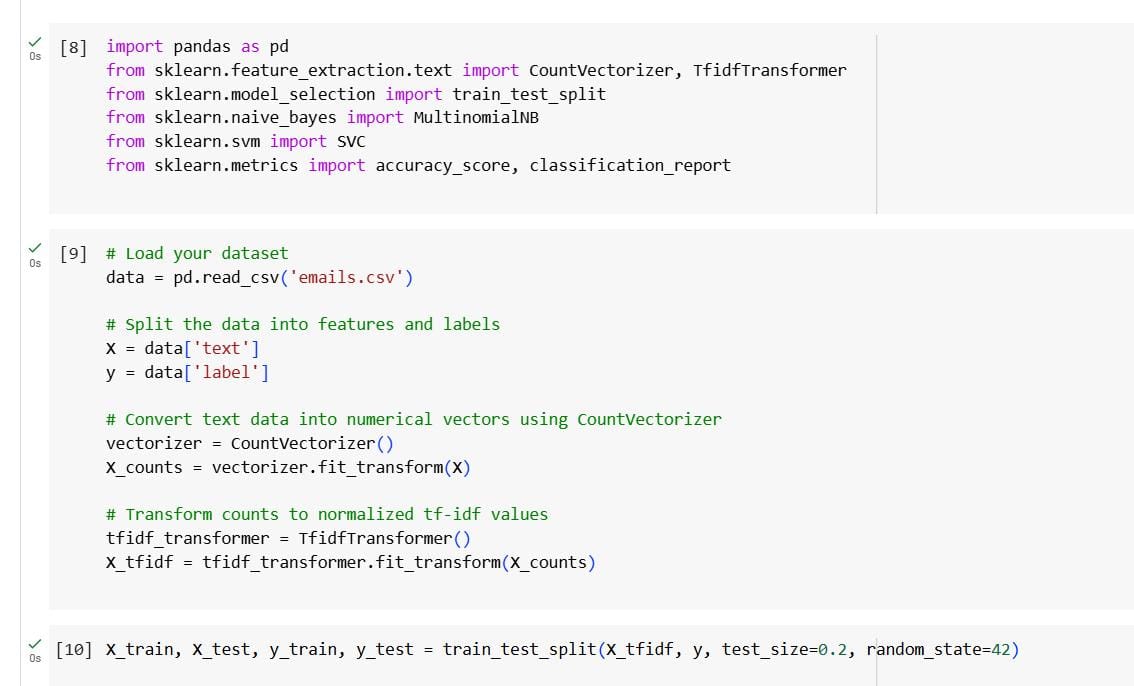 [8] import pandas as pd
0s
from sklearn.feature_extraction.text import CountVectorizer, TfidfTransformer
from sklearn.model_selection import train_test_split
from sklearn.naive_bayes import MultinomialNB
from sklearn.svm import SVC
from sklearn.metrics import accuracy_score, classification_report
[9] # Load your dataset
0s
data = pd.read_csv('emails.csv')
# Split the data into features and labels
X = data['text']
y = data['label']
# Convert text data into numerical vectors using CountVectorizer
vectorizer = CountVectorizer()
X_counts = vectorizer.fit_transform(X)
# Transform counts to normalized tf-idf values
tfidf_transformer = TfidfTransformer()
X_tfidf = tfidf_transformer.fit_transform(X_counts)
[10] X_train, X_test, y_train, y_test = train_test_split(X_tfidf, y, test_size=0.2, random_state=42)
0s